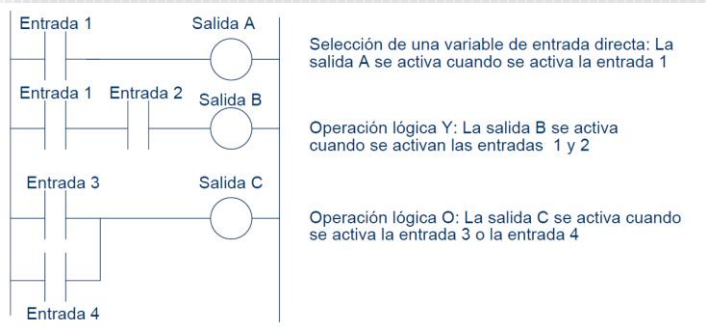 Entrada 1
Salida A
Selección de una variable de entrada directa: La
salida A se activa cuando se activa la entrada 1
Entrada 1
Entrada 2
Salida B
Operación lógica Y: La salida B se activa
cuando se activan las entradas 1 y 2
Entrada 3
Salida C
Operación lógica O: La salida C se activa cuando
se activa la entrada 3 o la entrada 4
Entrada 4